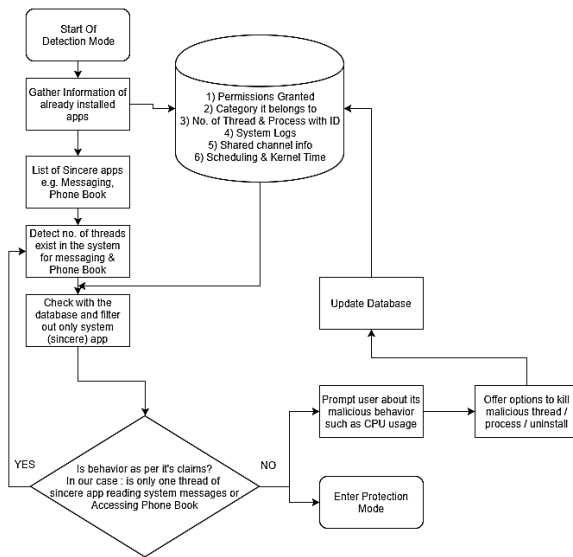 Start Of
Detection Mode
Gather Information of
already installed
apps
1) Permissions Granted
2) Category it belongs to
3) No. of Thread & Process with ID
4) System Logs
5) Shared channel info
6) Scheduling & Kernel Time
List of Sincere apps
e.g. Messaging,
Phone Book
Detect no. of threads
exist in the system
for messaging &
Phone Book
Check with the
database and filter
out only system
(sincere) app
Update Database
Prompt user about its
malicious behavior
such as CPU usage
Offer options to kill
malicious thread /
process / uninstall
YES
Is behavior as per it's claims?
In our case : is only one thread of
sincere app reading system messages or
Accessing Phone Book
NO
Enter Protection
Mode